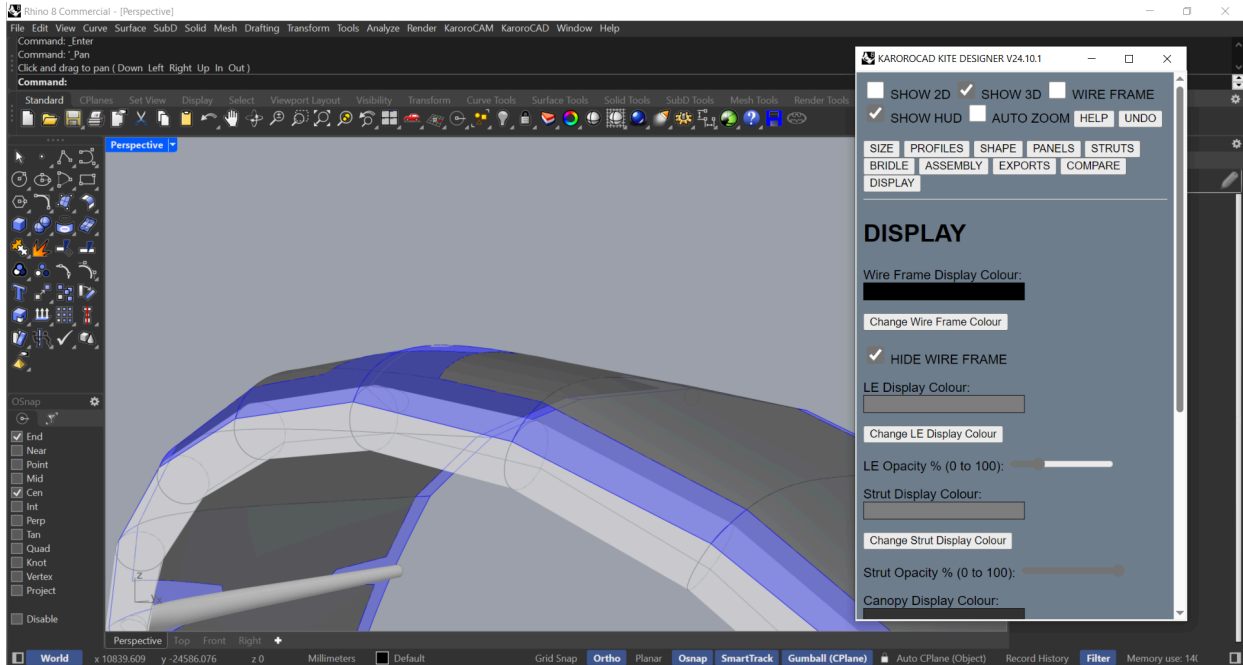 Rhino 8 Commercial - [Perspective]
File Edit View Curve Surface SubD Solid Mesh Drafting Transform Tools Analyze Render KaroroCAM KaroroCAD Window Help
Command: _Enter
Command: '_Pan
Click and drag to pan ( Down Left Right Up In Out )
Command:
Standard CPlanes Set View Display Select Viewport Layout Visibility Transform Curve Tools Surface Tools Solid Tools SubD Tools Mesh Tools Render Tools
Perspective
OSnap
End
Near
Point
Mid
Cen
Int
Perp
Tan
Quad
Knot
Vertex
Project
Disable
z
KAROROCAD KITE DESIGNER V24.10.1
SHOW 2D SHOW 3D WIRE FRAME
SHOW HUD AUTO ZOOM HELP UNDO
SIZE PROFILES SHAPE PANELS STRUTS
BRIDLE ASSEMBLY EXPORTS COMPARE
DISPLAY
DISPLAY
Wire Frame Display Colour:
Change Wire Frame Colour
HIDE WIRE FRAME
LE Display Colour:
Change LE Display Colour
LE Opacity % (0 to 100):
Strut Display Colour:
Change Strut Display Colour
Strut Opacity % (0 to 100):
Canopy Display Colour:
Perspective Top Front Right
World x 10839.609 y -24586.076 z 0 Millimeters Default Grid Snap Ortho Planar Osnap SmartTrack Gumball (CPlane) Auto CPlane (Object) Record History Filter Memory use: 14(